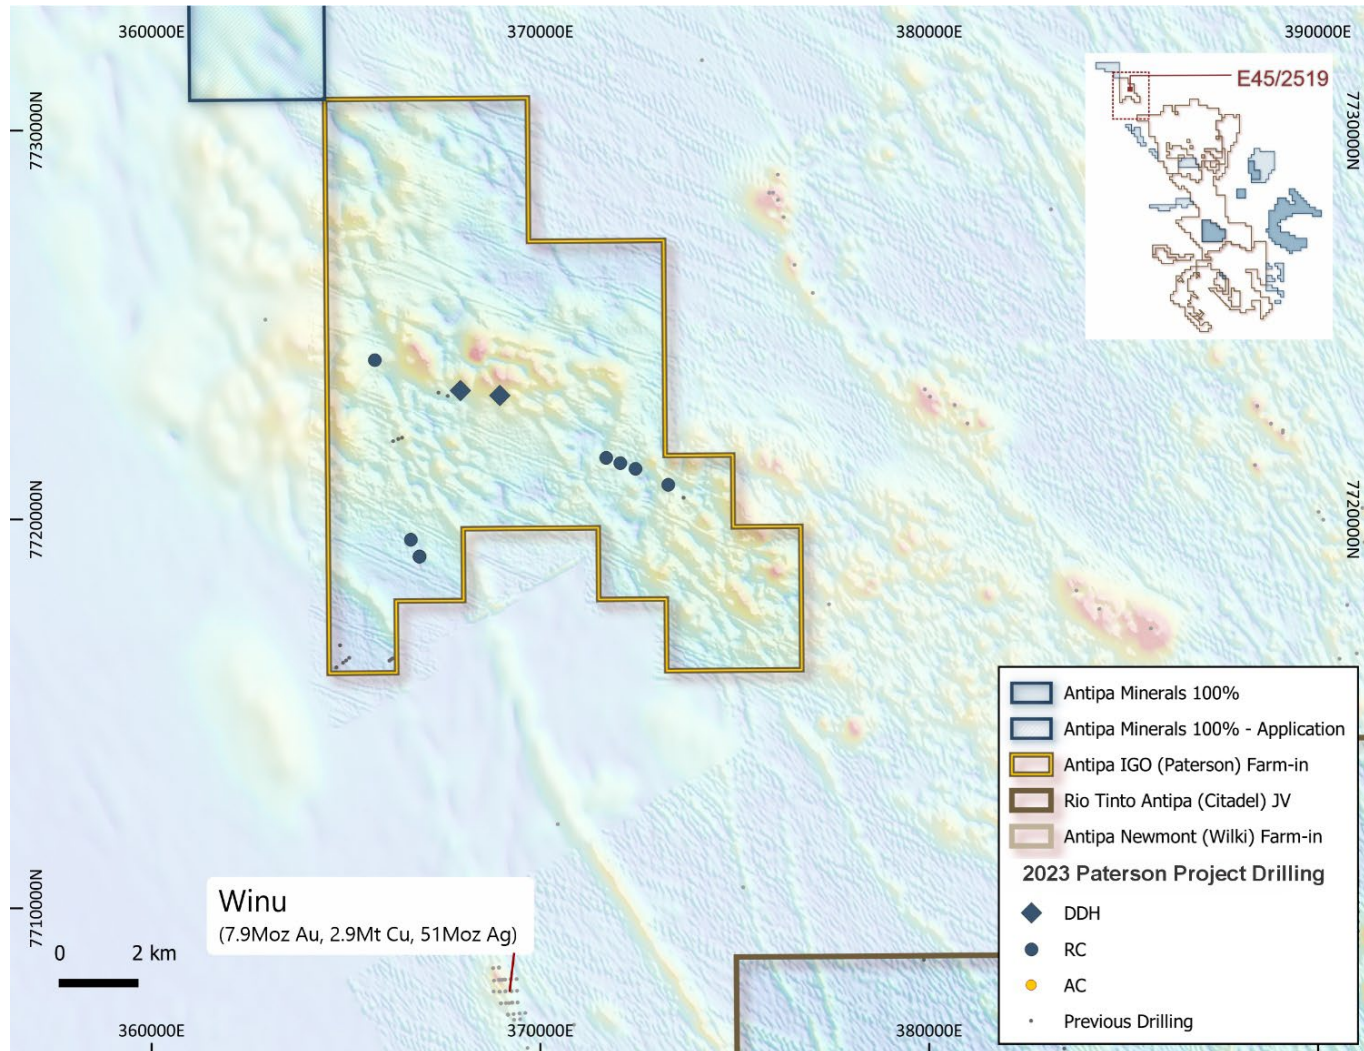 360000E
370000E
380000E
390000E
E45/2519
7730000N
7730000N
7720000N
7720000N
7710000N
Antipa Minerals 100%
Antipa Minerals 100% - Application
Antipa IGO (Paterson) Farm-in
Rio Tinto Antipa (Citadel) JV
Antipa Newmont (Wilki) Farm-in
2023 Paterson Project Drilling
DDH
RC
AC
Previous Drilling
Winu
(7.9Moz Au, 2.9Mt Cu, 51Moz Ag)
0 2 km
360000E
370000E
380000E